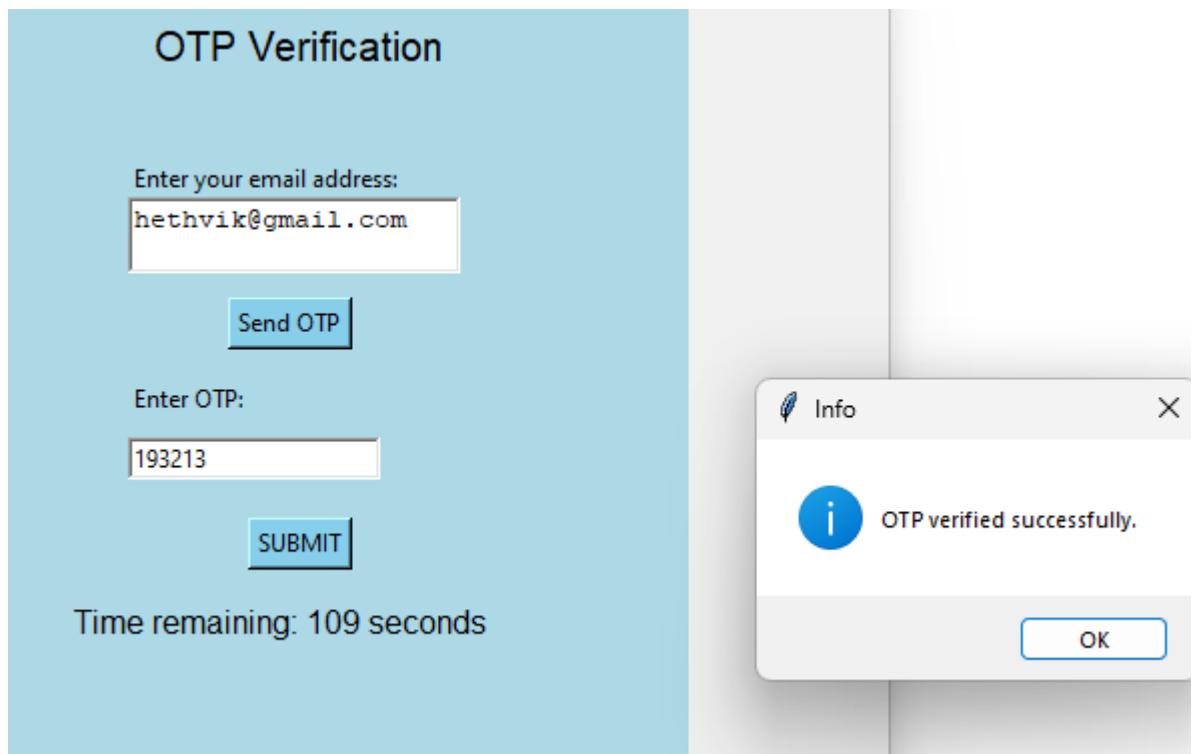 OTP Verification
Enter your email address:
hethvik@gmail.com
Send OTP
Enter OTP:
193213
SUBMIT
Time remaining: 109 seconds
Info
OTP verified successfully.
OK